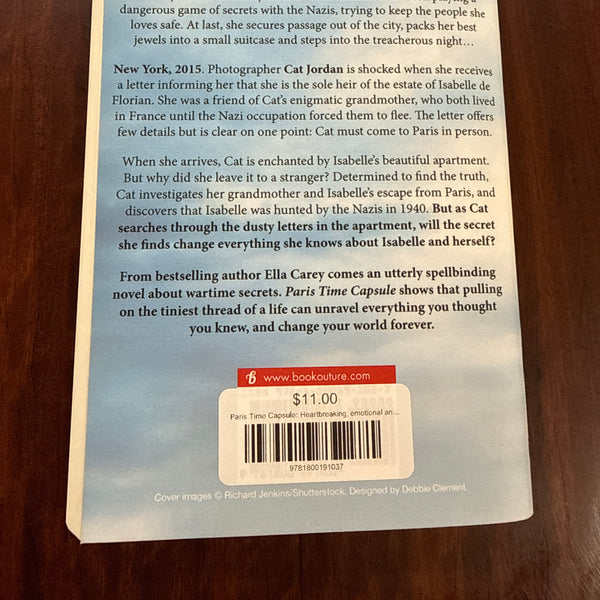 dangerous game of secrets with the Nazis, trying to keep the people she
loves safe. At last, she secures passage out of the city, packs her best
jewels into a small suitcase and steps into the treacherous night…
New York, 2015. Photographer Cat Jordan is shocked when she receives
a letter informing her that she is the sole heir of the estate of Isabelle de
Florian. She was a friend of Cat's enigmatic grandmother, who both lived
in France until the Nazi occupation forced them to flee. The letter offers
few details but is clear on one point: Cat must come to Paris in person.
When she arrives, Cat is enchanted by Isabelle's beautiful apartment.
But why did she leave it to a stranger? Determined to find the truth,
Cat investigates her grandmother and Isabelle's escape from Paris, and
discovers that Isabelle was hunted by the Nazis in 1940. But as Cat
searches through the dusty letters in the apartment, will the secret
she finds change everything she knows about Isabelle and herself?
From bestselling author Ella Carey comes an utterly spellbinding
novel about wartime secrets. Paris Time Capsule shows that pulling
on the tiniest thread of a life can unravel everything you thought
you knew, and change your world forever.
www.bookouture.com
$11.00
Paris Time Capsule: Heartbreaking, emotional an...
9781800191037
Cover images © Richard Jenkins/Shutterstock. Designed by Debbie Clement.